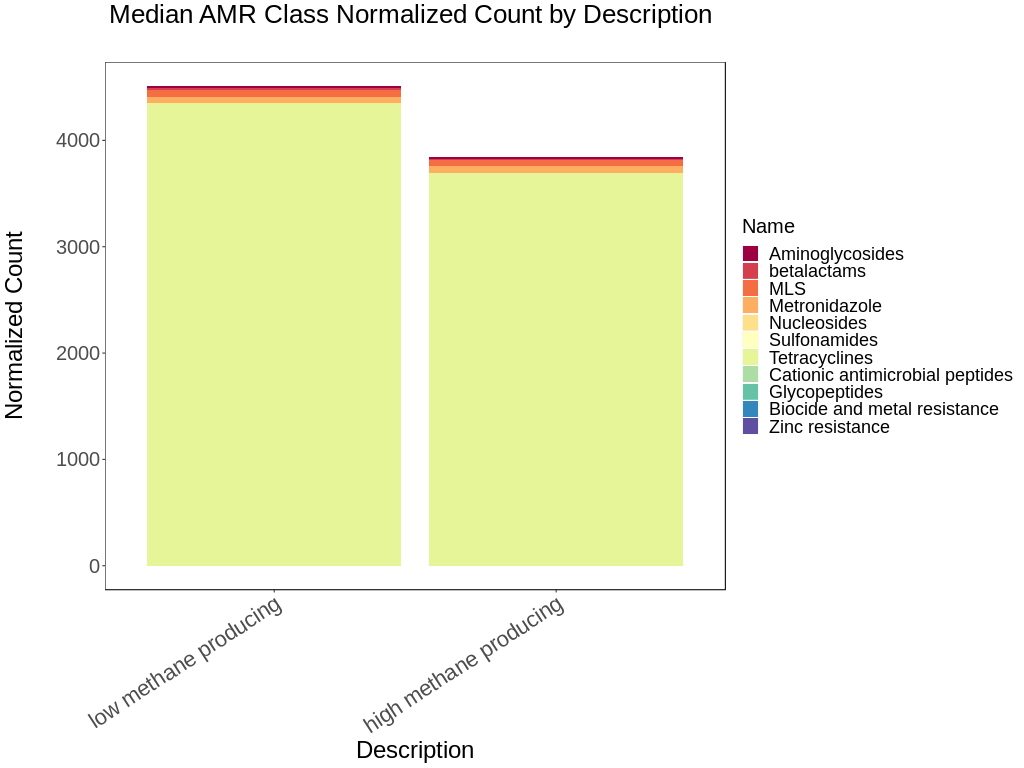 Median AMR Class Normalized Count by Description
Normalized Count
4000
3000
2000
1000
0
low methane producing
high methane producing
Description
Name
Aminoglycosides
betalactams
MLS
Metronidazole
Nucleosides
Sulfonamides
Tetracyclines
Cationic antimicrobial peptides
Glycopeptides
Biocide and metal resistance
Zinc resistance